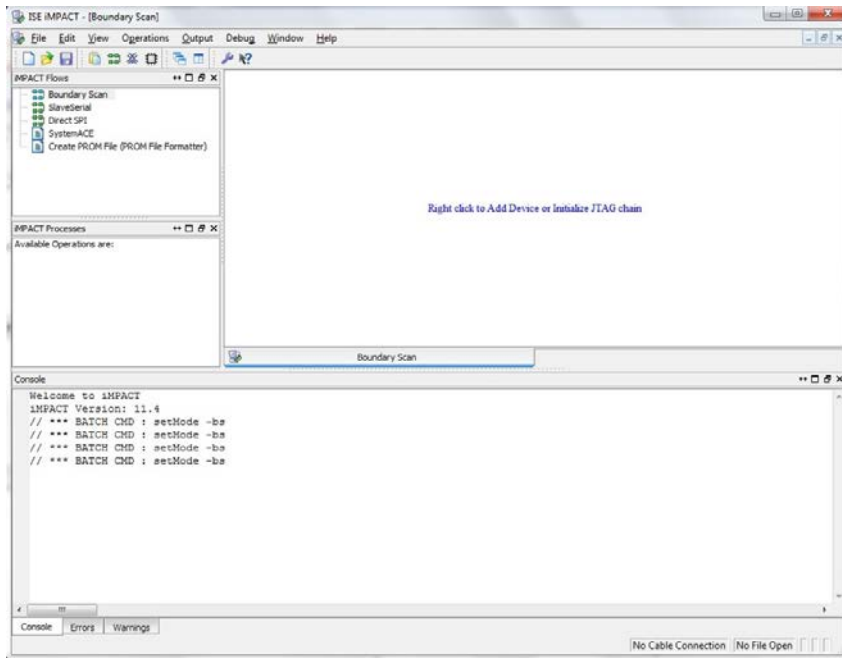 ISE iMPACT - [Boundary Scan]
File Edit View Operations Output Debug Window Help
iMPACT Flows
Boundary Scan
SlaveSerial
Direct SPI
SystemACE
Create PROM File (PROM File Formatter)
Right click to Add Device or Initialize JTAG chain
iMPACT Processes
Available Operations are:
Boundary Scan
Console
Welcome to iMPACT
iMPACT Version: 11.4
// *** BATCH CMD : setMode -bs
// *** BATCH CMD : setMode -bs
// *** BATCH CMD : setMode -bs
// *** BATCH CMD : setMode -bs
Console Errors Warnings
No Cable Connection No File Open